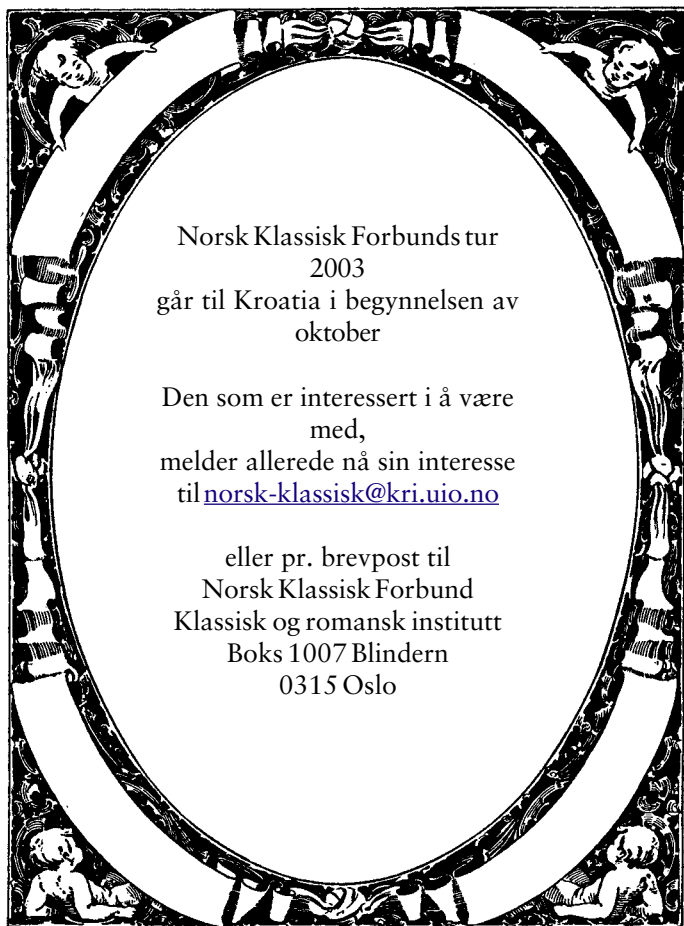 Norsk Klassisk Forbunds tur
2003
går til Kroatia i begynnelsen av
oktober
Den som er interessert i å være
med,
melder allerede nå sin interesse
til norsk-klassisk@kri.uio.no
eller pr. brevpost til
Norsk Klassisk Forbund
Klassisk og romansk institutt
Boks 1007 Blindern
0315 Oslo